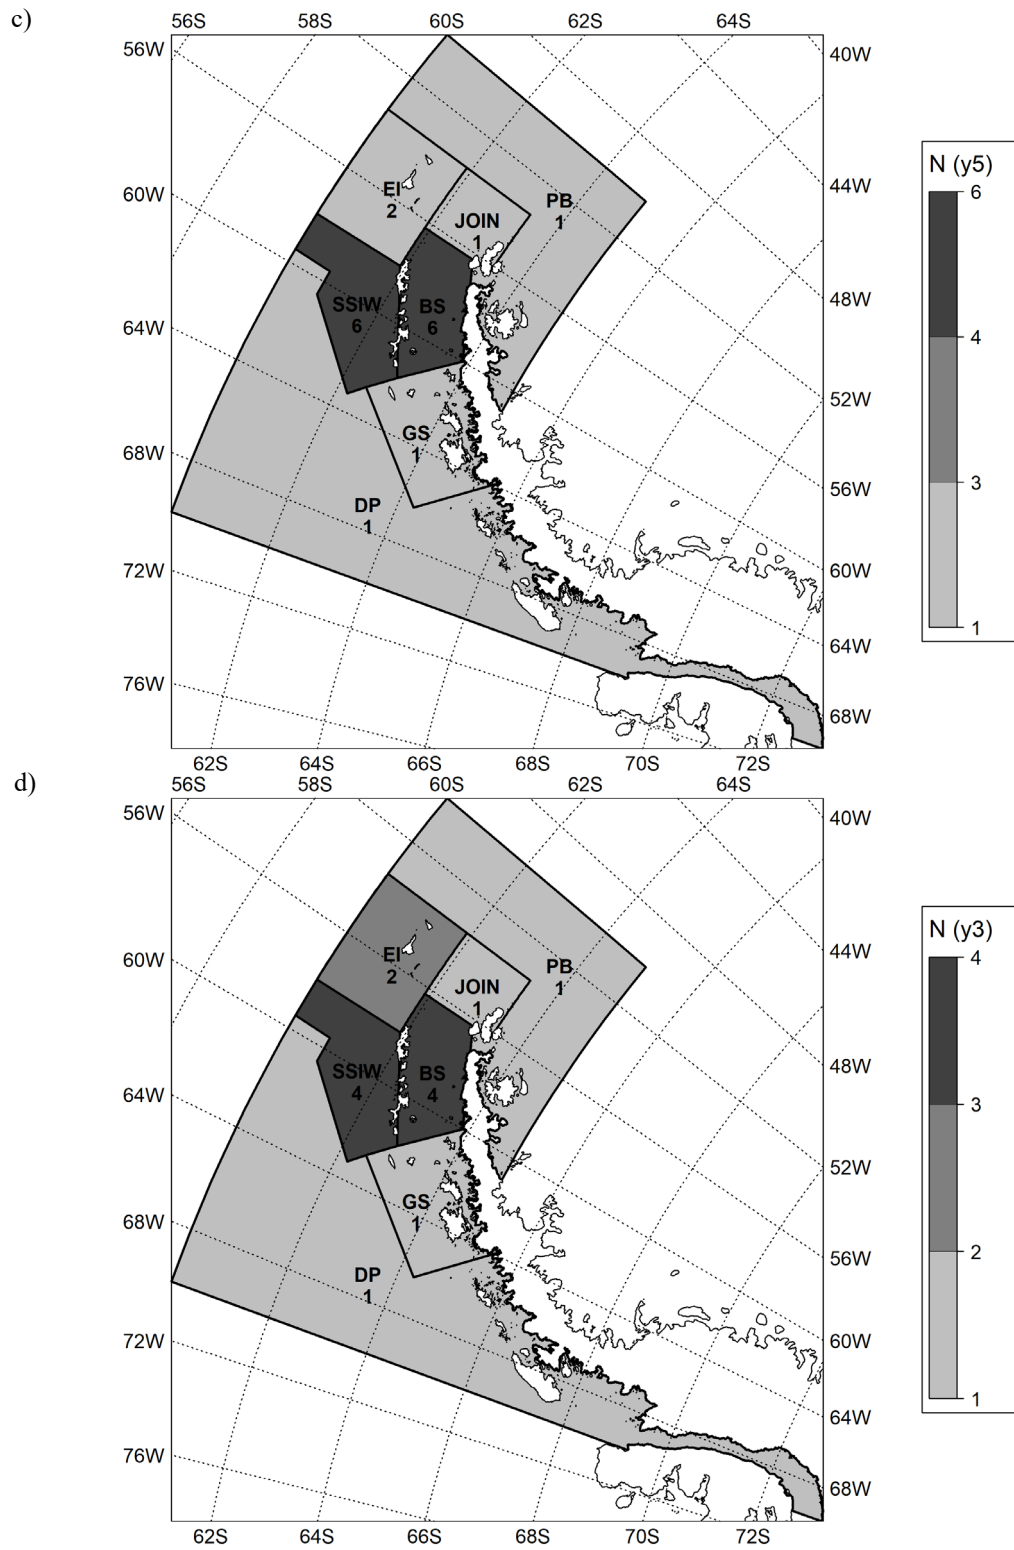 c)
56S 58S 60S 62S 64S
56W 40W
N (y5)
60W 44W
6
EI
2
PB
1
JOIN
1
48W
SSIW
6
BS
6
64W
4
52W
GS
1
68W
3
56W
DP
1
72W 60W
1
64W
76W
68W
62S 64S 66S 68S 70S 72S
d)
56S 58S 60S 62S 64S
56W 40W
N (y3)
60W 44W
4
EI
2
PB
1
JOIN
1
48W
SSIW
4
BS
4
64W
3
52W
GS
1
68W
2
56W
DP
1
72W 60W
1
64W
76W
68W
62S 64S 66S 68S 70S 72S